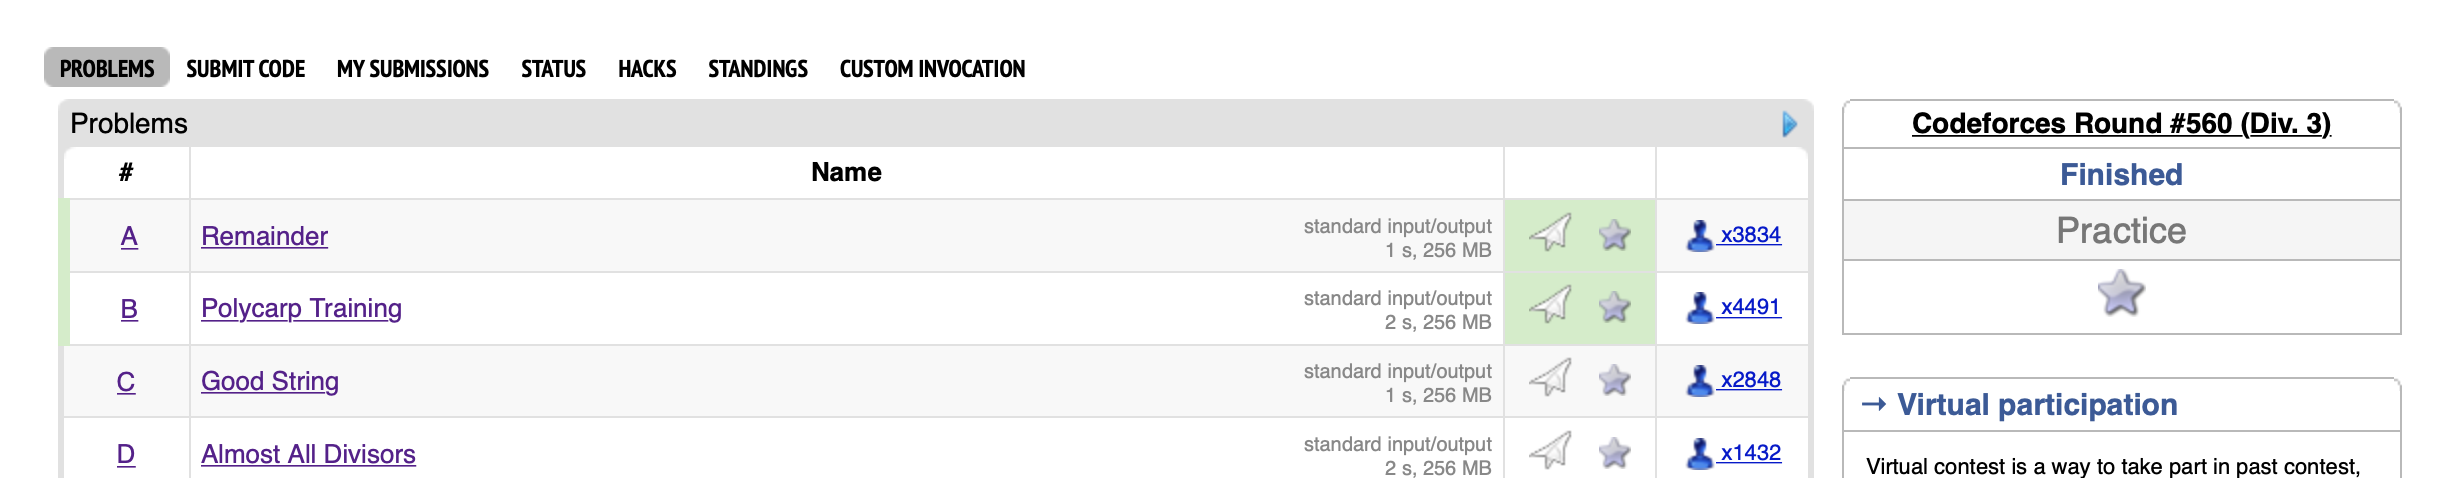 PROBLEMS SUBMIT CODE MY SUBMISSIONS STATUS HACKS STANDINGS CUSTOM INVOCATION
Problems
# Name
A Remainder standard input/output
1 s, 256 MB
x3834
B Polycarp Training standard input/output
2 s, 256 MB
x4491
C Good String standard input/output
1 s, 256 MB
x2848
D Almost All Divisors standard input/output
2 s, 256 MB
x1432
Codeforces Round #560 (Div. 3)
Finished
Practice
→ Virtual participation
Virtual contest is a way to take part in past contest,